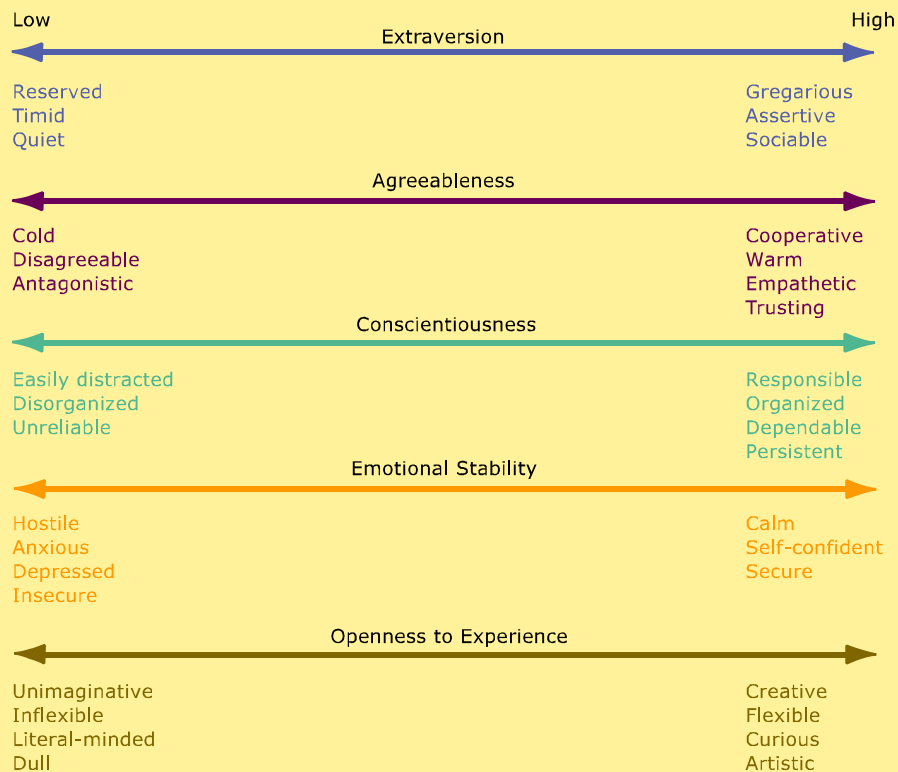 Low High
Extraversion
Reserved Gregarious
Timid Assertive
Quiet Sociable
Agreeableness
Cold Cooperative
Disagreeable Warm
Antagonistic Empathetic
Trusting
Conscientiousness
Easily distracted Responsible
Disorganized Organized
Unreliable Dependable
Persistent
Emotional Stability
Hostile Calm
Anxious Self-confident
Depressed Secure
Insecure
Openness to Experience
Unimaginative Creative
Inflexible Flexible
Literal-minded Curious
Dull Artistic